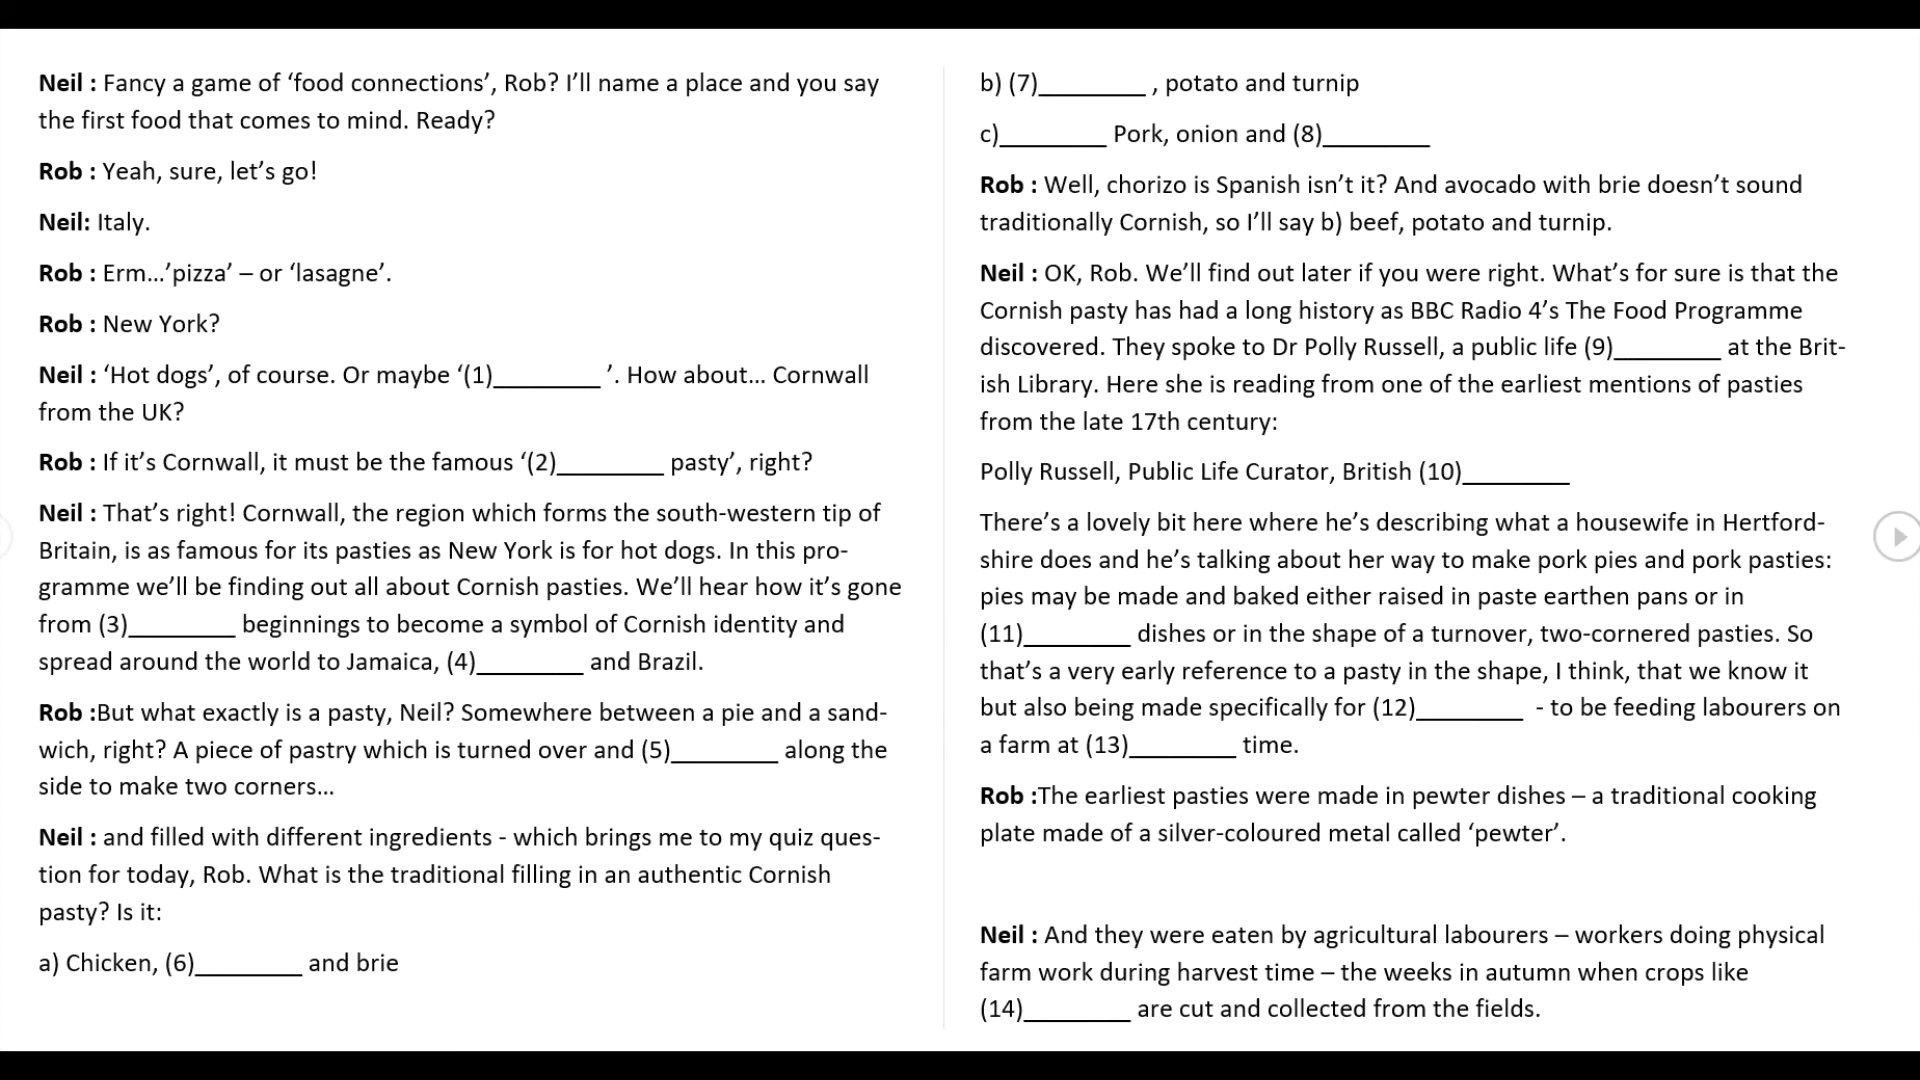 Neil : Fancy a game of ‘food connections’, Rob? I’ll name a place and you say
the first food that comes to mind. Ready?
Rob : Yeah, sure, let’s go!
Neil: Italy.
Rob : Erm...’pizza’ – or ‘lasagne’.
Rob : New York?
Neil : ‘Hot dogs’, of course. Or maybe ‘(1)________ ’. How about... Cornwall
from the UK?
Rob : If it’s Cornwall, it must be the famous ‘(2)________ pasty’, right?
Neil : That’s right! Cornwall, the region which forms the south-western tip of
Britain, is as famous for its pasties as New York is for hot dogs. In this pro-
gramme we’ll be finding out all about Cornish pasties. We’ll hear how it’s gone
from (3)________ beginnings to become a symbol of Cornish identity and
spread around the world to Jamaica, (4)________ and Brazil.
Rob :But what exactly is a pasty, Neil? Somewhere between a pie and a sand-
wich, right? A piece of pastry which is turned over and (5)________ along the
side to make two corners...
Neil : and filled with different ingredients - which brings me to my quiz ques-
tion for today, Rob. What is the traditional filling in an authentic Cornish
pasty? Is it:
a) Chicken, (6)________ and brie
b) (7)________ , potato and turnip
c)________ Pork, onion and (8)________
Rob : Well, chorizo is Spanish isn’t it? And avocado with brie doesn’t sound
traditionally Cornish, so I’ll say b) beef, potato and turnip.
Neil : OK, Rob. We’ll find out later if you were right. What’s for sure is that the
Cornish pasty has had a long history as BBC Radio 4’s The Food Programme
discovered. They spoke to Dr Polly Russell, a public life (9)________ at the Brit-
ish Library. Here she is reading from one of the earliest mentions of pasties
from the late 17th century:
Polly Russell, Public Life Curator, British (10)________
There’s a lovely bit here where he’s describing what a housewife in Hertford-
shire does and he’s talking about her way to make pork pies and pork pasties:
pies may be made and baked either raised in paste earthen pans or in
(11)________ dishes or in the shape of a turnover, two-cornered pasties. So
that’s a very early reference to a pasty in the shape, I think, that we know it
but also being made specifically for (12)________ - to be feeding labourers on
a farm at (13)________ time.
Rob :The earliest pasties were made in pewter dishes – a traditional cooking
plate made of a silver-coloured metal called ‘pewter’.
Neil : And they were eaten by agricultural labourers – workers doing physical
farm work during harvest time – the weeks in autumn when crops like
(14)________ are cut and collected from the fields.